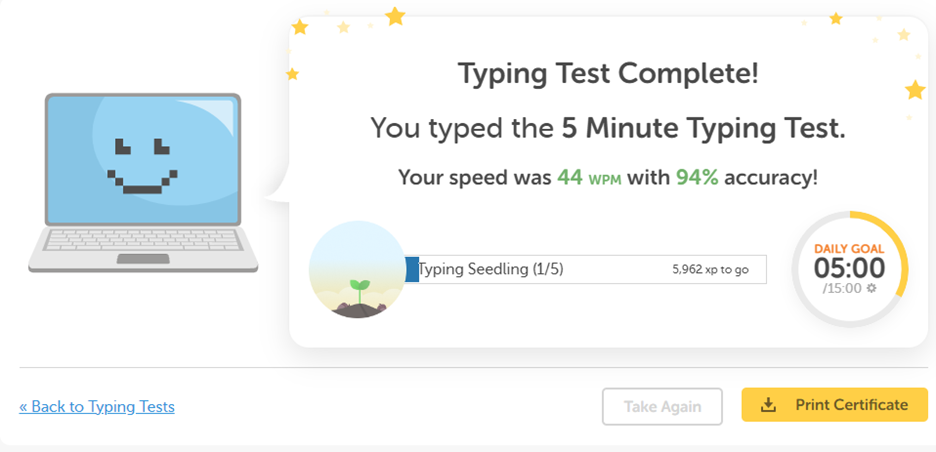 Typing Test Complete!
You typed the 5 Minute Typing Test.
Your speed was 44 WPM with 94% accuracy!
Typing Seedling (1/5) 5,962 xp to go
DAILY GOAL
05:00
/15:00
« Back to Typing Tests
Take Again
Print Certificate